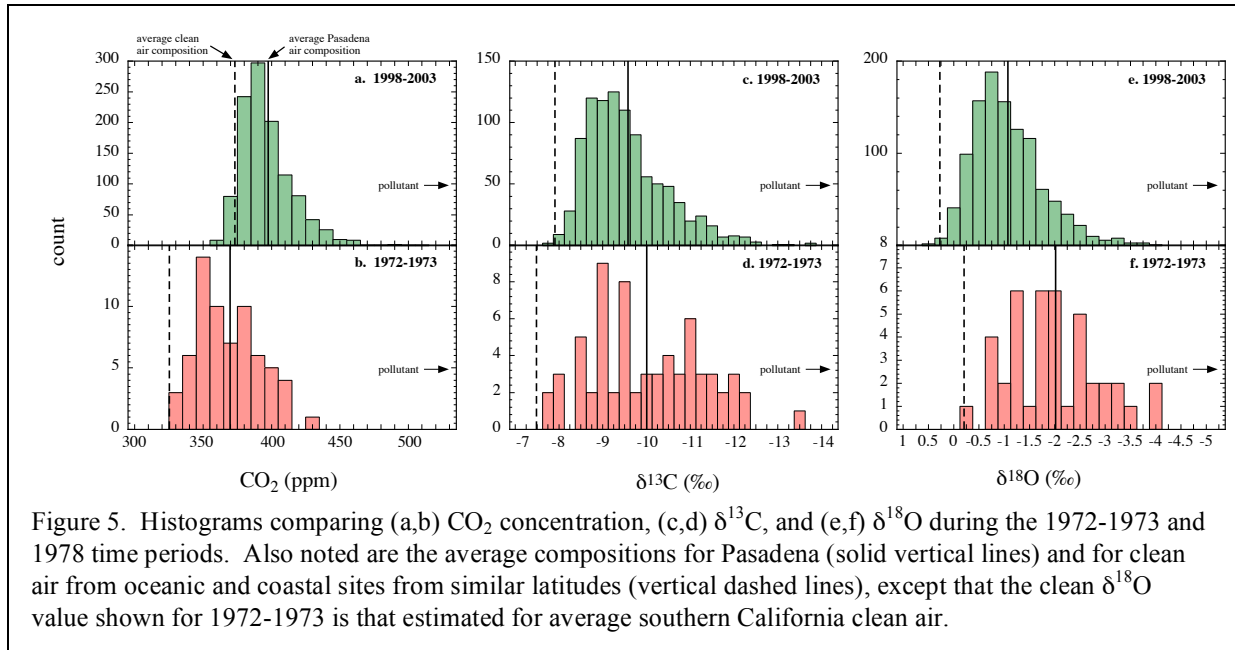 average clean
air composition
average Pasadena
air composition
300
250
200
150
100
50
0
a. 1998-2003
pollutant
150
100
50
0
c. 1998-2003
pollutant
200
100
8
e. 1998-2003
pollutant
count
10
5
0
b. 1972-1973
pollutant
300 350 400 450 500
CO2 (ppm)
8
6
4
2
0
d. 1972-1973
pollutant
-7 -8 -9 -10 -11 -12 -13 -14
δ13C (‰)
7
6
5
4
3
2
1
0
f. 1972-1973
pollutant
1 0.5 0 -0.5 -1 -1.5 -2 -2.5 -3 -3.5 -4 -4.5 -5
δ18O (‰)
Figure 5. Histograms comparing (a,b) CO2 concentration, (c,d) δ13C, and (e,f) δ18O during the 1972-1973 and
1978 time periods. Also noted are the average compositions for Pasadena (solid vertical lines) and for clean
air from oceanic and coastal sites from similar latitudes (vertical dashed lines), except that the clean δ18O
value shown for 1972-1973 is that estimated for average southern California clean air.